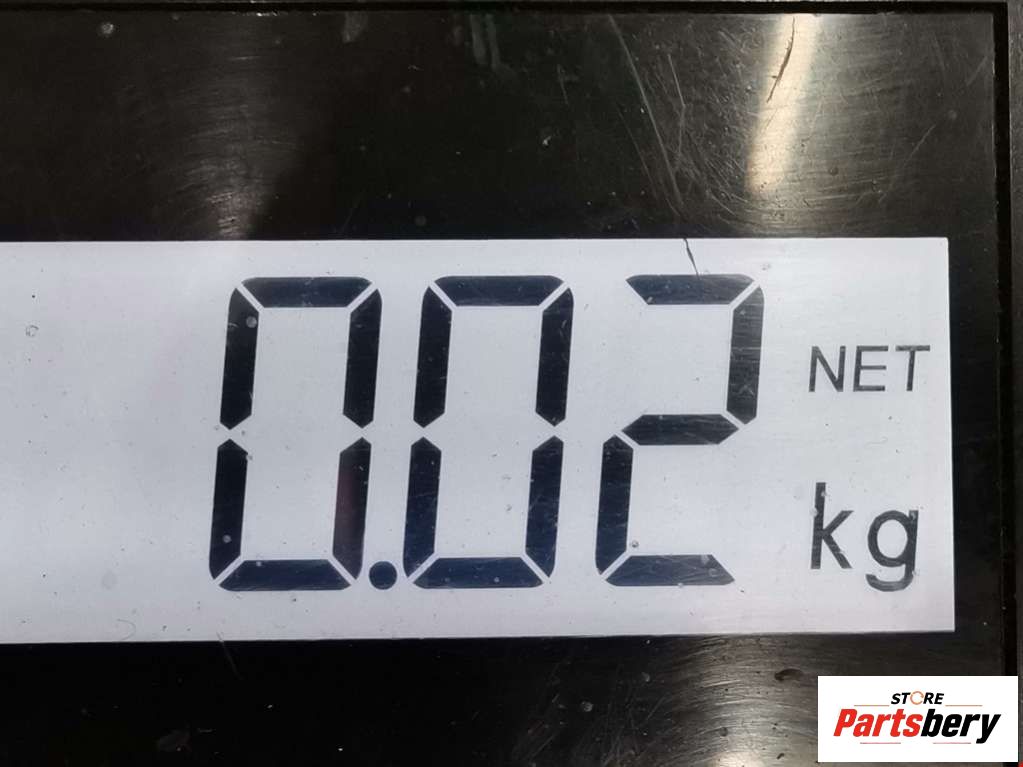 0.02
NET
kg
STORE
Partsbery